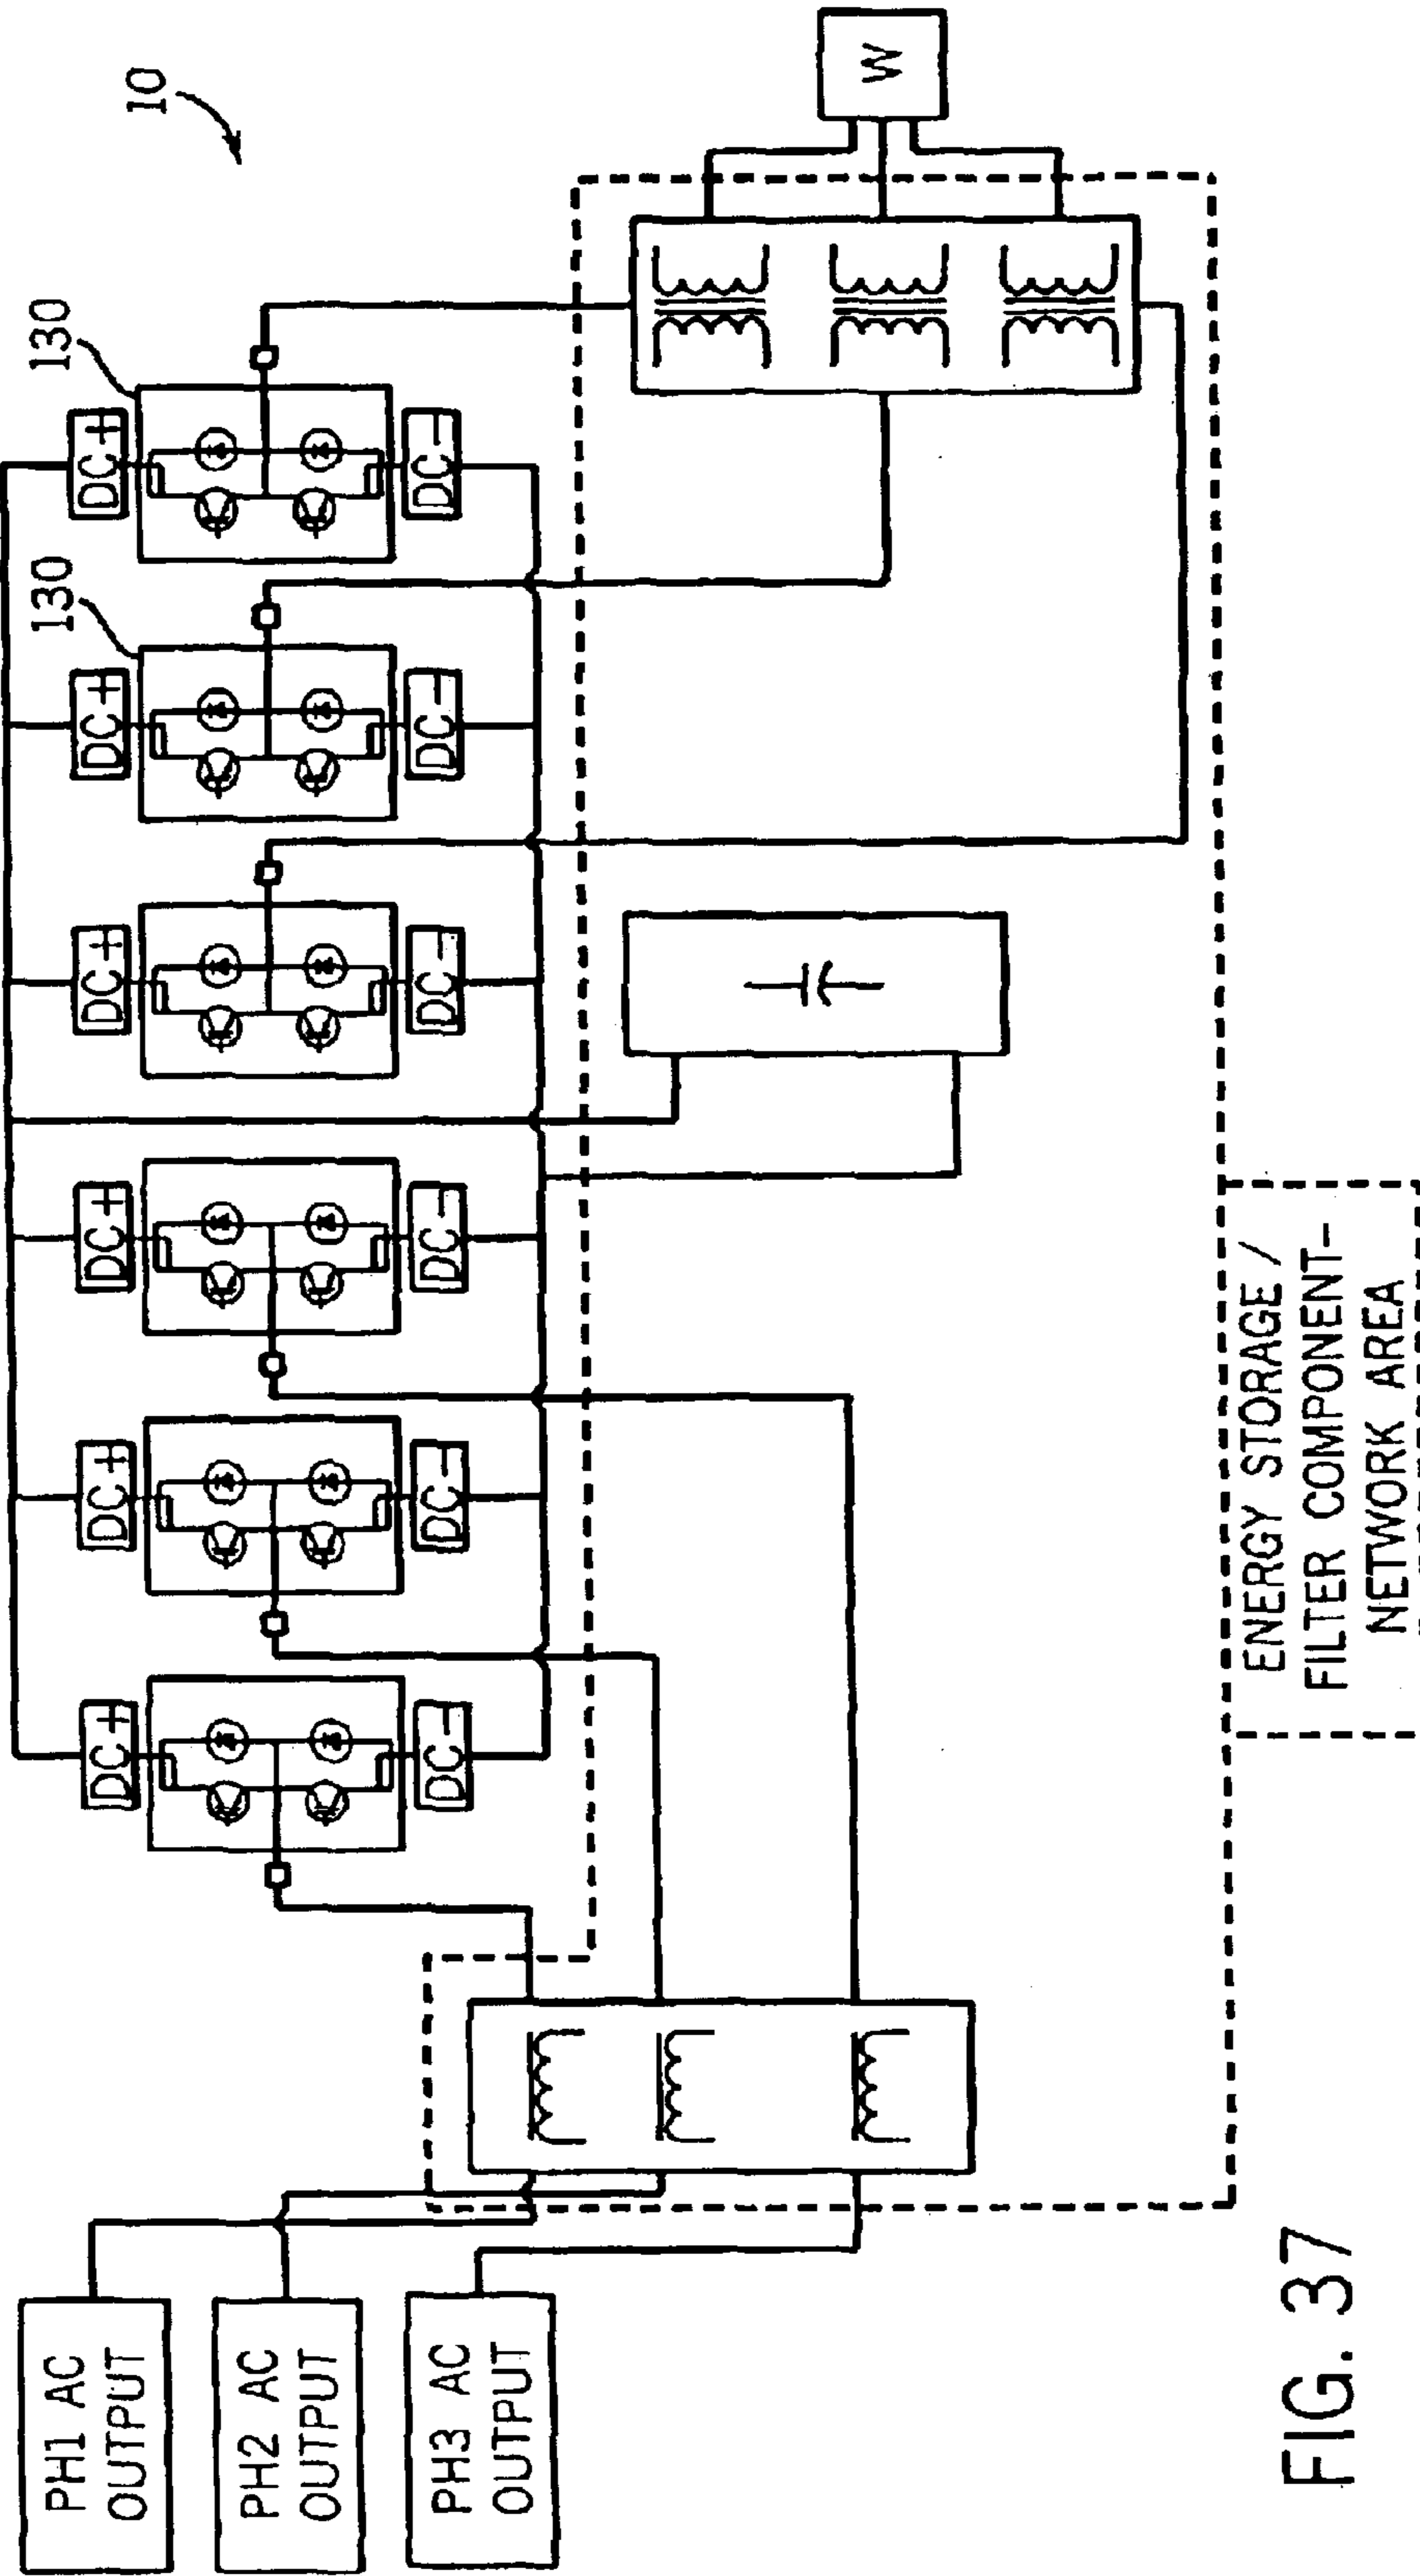 10
130
130
DC+
DC+
DC+
DC+
DC+
DC+
DC-
DC-
DC-
DC-
DC-
DC-
PH1 AC
OUTPUT
PH2 AC
OUTPUT
PH3 AC
OUTPUT
W
ENERGY STORAGE /
FILTER COMPONENT-
NETWORK AREA
FIG. 37